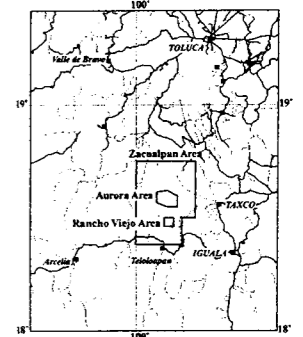 100°
TOLUCA
Valle de Bravo
19°
19°
Zacualpan Area
Aurora Area
TAXCO
Rancho Viejo Area
Arcelia
Teloloapan
IGUALA
18°
18°
100°